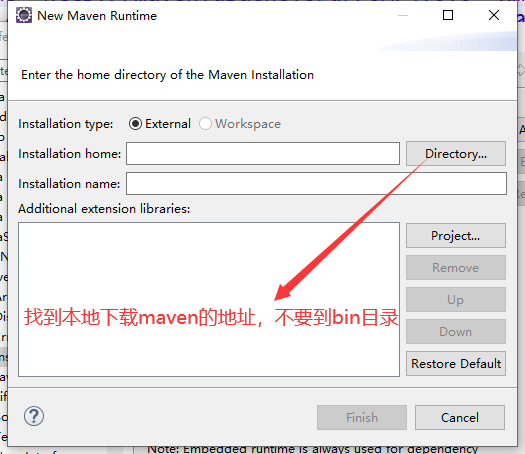 New Maven Runtime
Enter the home directory of the Maven Installation
Installation type: External Workspace
Installation home: Directory...
Installation name:
Additional extension libraries:
Project...
Remove
Up
找到本地下载maven的地址，不要到bin目录
Down
Restore Default
Finish Cancel
Note: Embedded runtime is always used for dependency